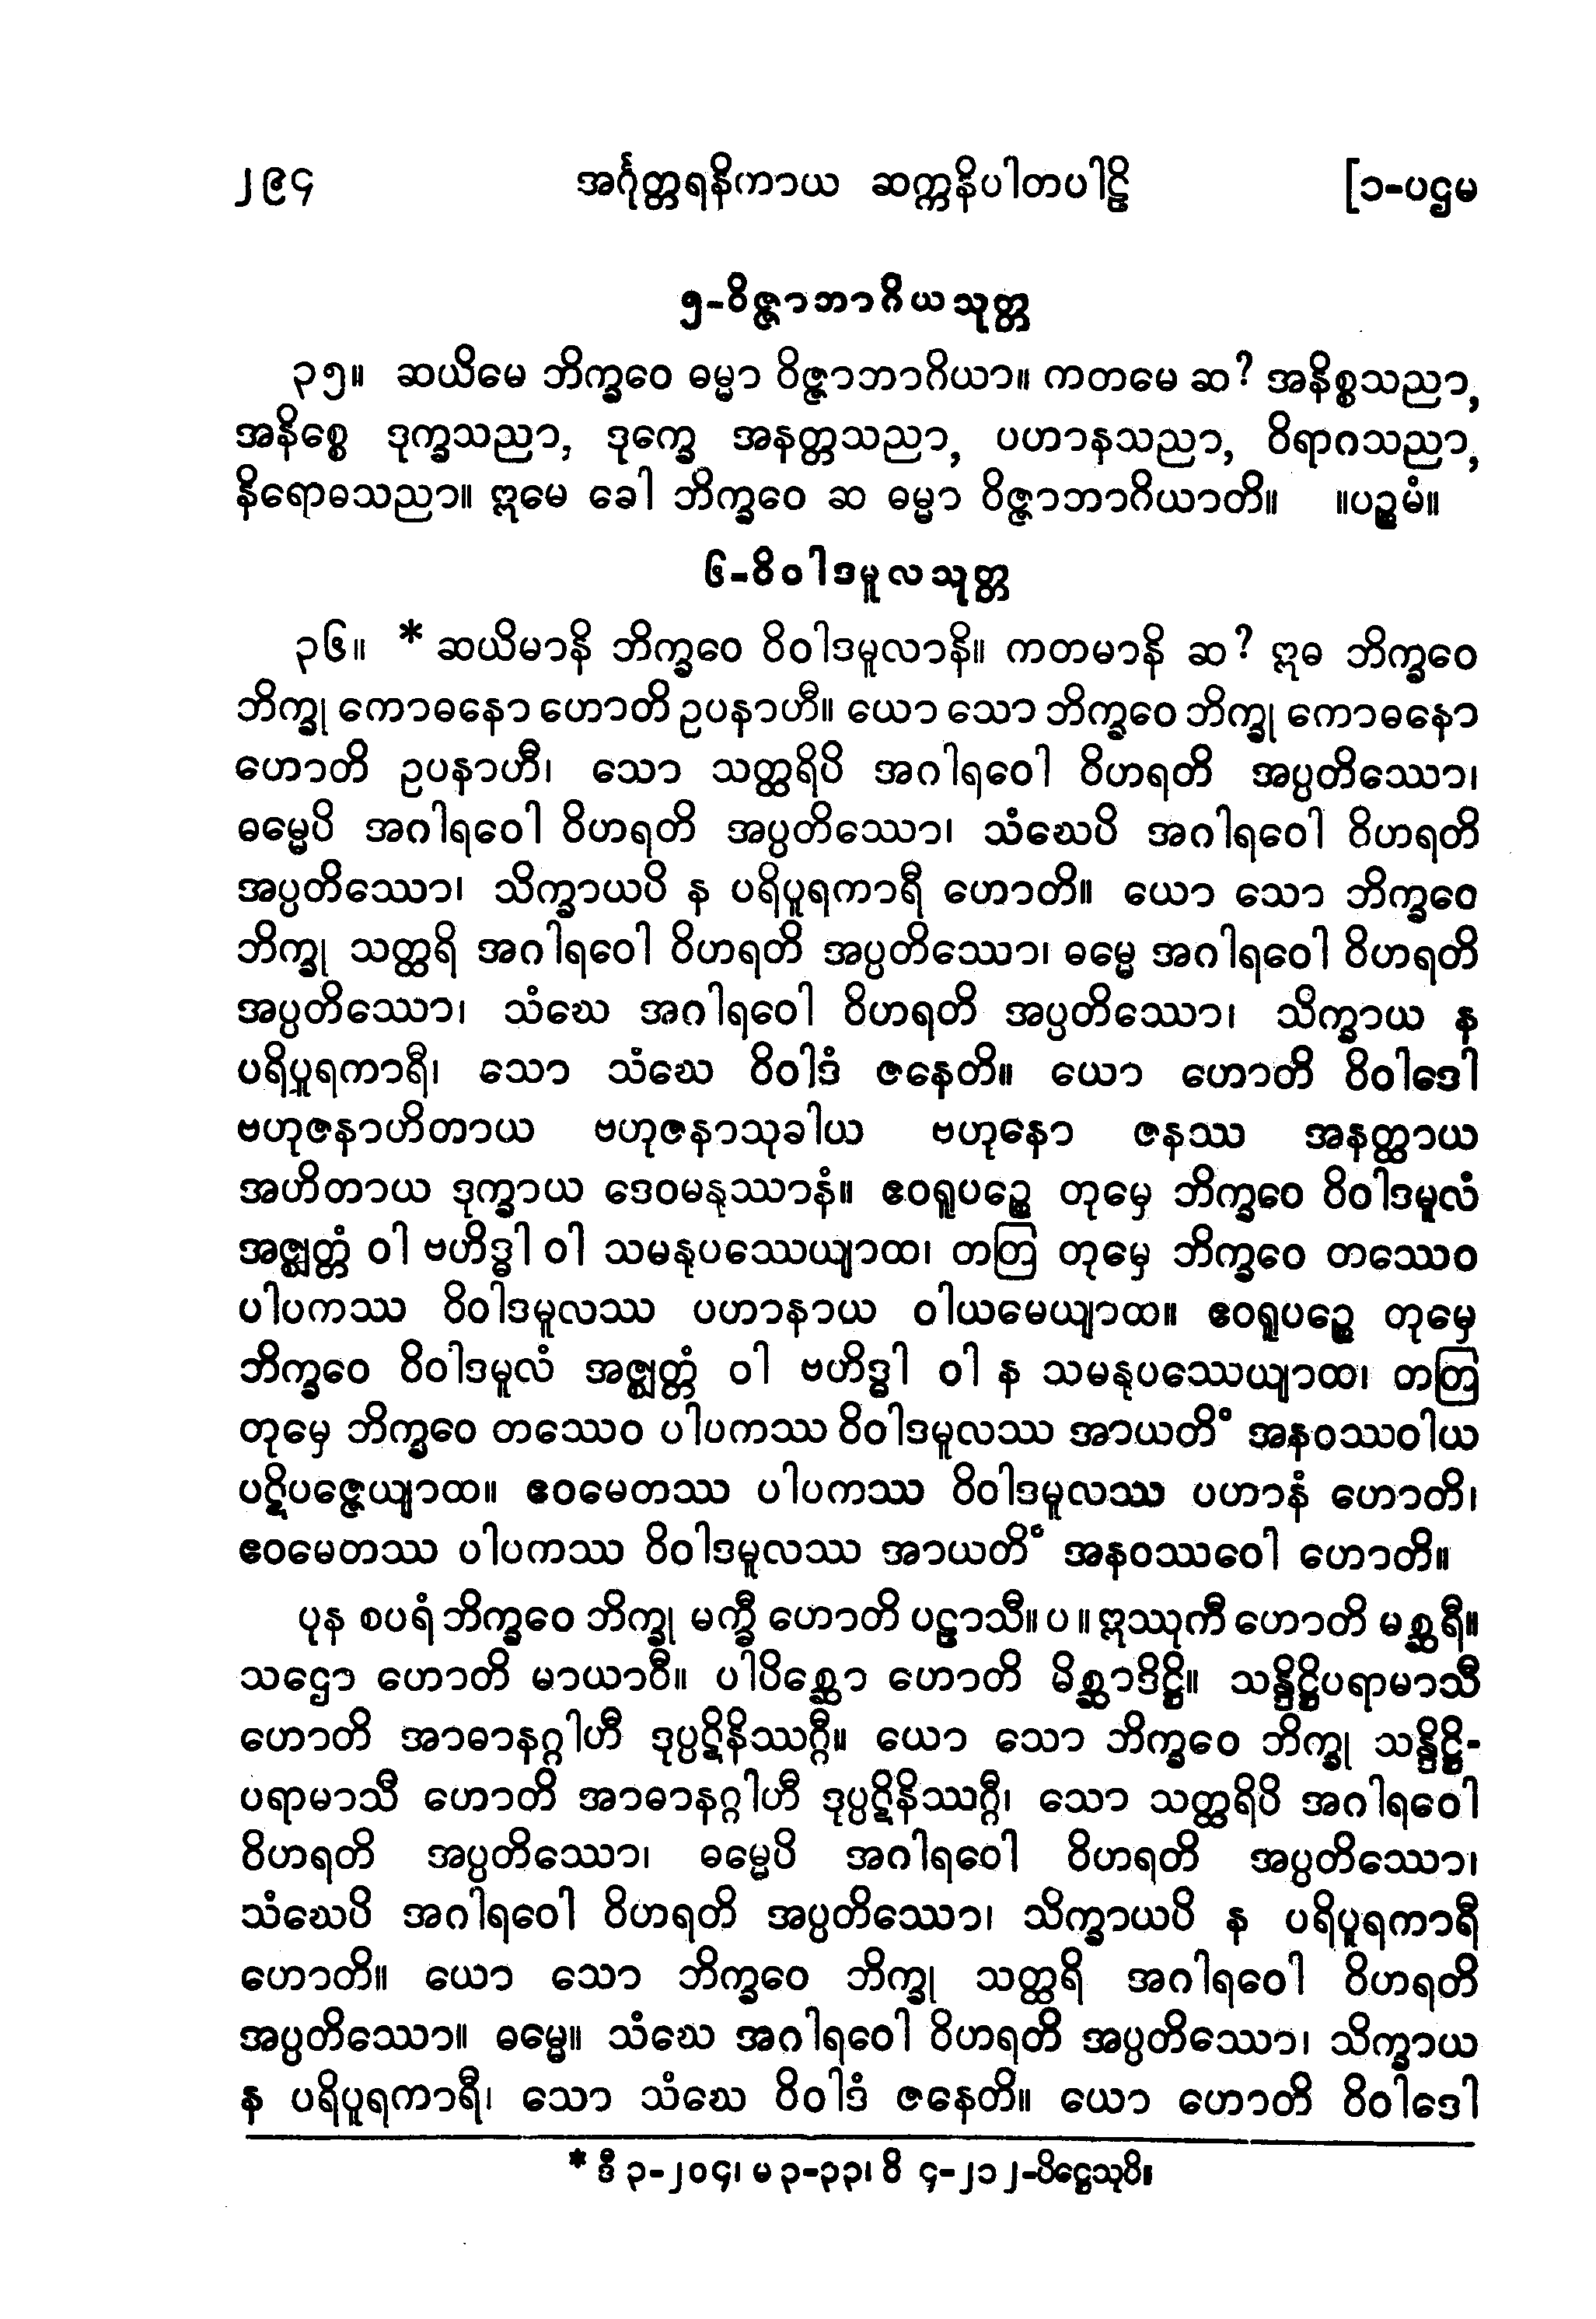 ၂၉၄ အင်္ဂုတ္တရနိကာယ ဆက္ကနိပါတပါဠိ [၁-ပဌမ
၅-ဝိဇ္ဇာဘာဂိယသုတ္တ
၃၅။ ဆယိမေ ဘိက္ခဝေ ဓမ္မာ ဝိဇ္ဇာဘာဂိယာ။ ကတမေ ဆ? အနိစ္စသညာ,
အနိစ္စေ ဒုက္ခသညာ, ဒုက္ခေ အနတ္တသညာ, ပဟာနသညာ, ဝိရာဂသညာ,
နိရောဓသညာ။ ဣမေ ခေါ ဘိက္ခဝေ ဆ ဓမ္မာ ဝိဇ္ဇာဘာဂိယာတိ။ ။ပဉ္စမံ။
၆-ဝိဝါဒမူလသုတ္တ
၃၆။ * ဆယိမာနိ ဘိက္ခဝေ ဝိဝါဒမူလာနိ။ ကတမာနိ ဆ? ဣဓ ဘိက္ခဝေ
ဘိက္ခု ကောဓနော ဟောတိ ဥပနာဟီ။ ယော သော ဘိက္ခဝေ ဘိက္ခု ကောဓနော
ဟောတိ ဥပနာဟီ၊ သော သတ္ထရိပိ အဂါရဝေါ ဝိဟရတိ အပ္ပတိဿော၊
ဓမ္မေပိ အဂါရဝေါ ဝိဟရတိ အပ္ပတိဿော၊ သံဃေပိ အဂါရဝေါ ဝိဟရတိ
အပ္ပတိဿော၊ သိက္ခာယပိ န ပရိပူရကာရီ ဟောတိ။ ယော သော ဘိက္ခဝေ
ဘိက္ခု သတ္ထရိ အဂါရဝေါ ဝိဟရတိ အပ္ပတိဿော၊ ဓမ္မေ အဂါရဝေါ ဝိဟရတိ
အပ္ပတိဿော၊ သံဃေ အဂါရဝေါ ဝိဟရတိ အပ္ပတိဿော၊ သိက္ခာယ န
ပရိပူရကာရီ၊ သော သံဃေ ဝိဝါဒံ ဇနေတိ။ ယော ဟောတိ ဝိဝါဒေါ
ဗဟုဇနာဟိတာယ ဗဟုဇနာသုခါယ ဗဟုနော ဇနဿ အနတ္ထာယ
အဟိတာယ ဒုက္ခာယ ဒေဝမနုဿာနံ။ ဧဝရူပဉ္စေ တုမှေ ဘိက္ခဝေ ဝိဝါဒမူလံ
အဇ္ဈတ္တံ ဝါ ဗဟိဒ္ဓါ ဝါ သမနုပဿေယျာထ၊ တတြ တုမှေ ဘိက္ခဝေ တဿေဝ
ပါပကဿ ဝိဝါဒမူလဿ ပဟာနာယ ဝါယမေယျာထ။ ဧဝရူပဉ္စေ တုမှေ
ဘိက္ခဝေ ဝိဝါဒမူလံ အဇ္ဈတ္တံ ဝါ ဗဟိဒ္ဓါ ဝါ န သမနုပဿေယျာထ၊ တတြ
တုမှေ ဘိက္ခဝေ တဿေဝ ပါပကဿ ဝိဝါဒမူလဿ အာယတိံ အနဝဿဝါယ
ပဋိပဇ္ဇေယျာထ။ ဧဝမေတဿ ပါပကဿ ဝိဝါဒမူလဿ ပဟာနံ ဟောတိ၊
ဧဝမေတဿ ပါပကဿ ဝိဝါဒမူလဿ အာယတိံ အနဝဿဝေါ ဟောတိ။
ပုန စပရံ ဘိက္ခဝေ ဘိက္ခု မက္ခီ ဟောတိ ပဠာသီ။ ပ ။ ဣဿုကီ ဟောတိ မစ္ဆရီ။
သဌော ဟောတိ မာယာဝီ။ ပါပိစ္ဆော ဟောတိ မိစ္ဆာဒိဋ္ဌိ။ သန္ဒိဋ္ဌိပရာမာသီ
ဟောတိ အာဓာနဂ္ဂါဟီ ဒုပ္ပဋိနိဿဂ္ဂီ။ ယော သော ဘိက္ခဝေ ဘိက္ခု သန္ဒိဋ္ဌိ-
ပရာမာသီ ဟောတိ အာဓာနဂ္ဂါဟီ ဒုပ္ပဋိနိဿဂ္ဂီ၊ သော သတ္ထရိပိ အဂါရဝေါ
ဝိဟရတိ အပ္ပတိဿော၊ ဓမ္မေပိ အဂါရဝေါ ဝိဟရတိ အပ္ပတိဿော၊
သံဃေပိ အဂါရဝေါ ဝိဟရတိ အပ္ပတိဿော၊ သိက္ခာယပိ န ပရိပူရကာရီ
ဟောတိ။ ယော သော ဘိက္ခဝေ ဘိက္ခု သတ္ထရိ အဂါရဝေါ ဝိဟရတိ
အပ္ပတိဿော။ ဓမ္မေ။ သံဃေ အဂါရဝေါ ဝိဟရတိ အပ္ပတိဿော၊ သိက္ခာယ
န ပရိပူရကာရီ၊ သော သံဃေ ဝိဝါဒံ ဇနေတိ။ ယော ဟောတိ ဝိဝါဒေါ
* ဒီ ၃-၂၀၄၊ မ ၃-၃၃၊ ဝိ ၄-၂၁၂-ပိဋ္ဌေသုပိ။